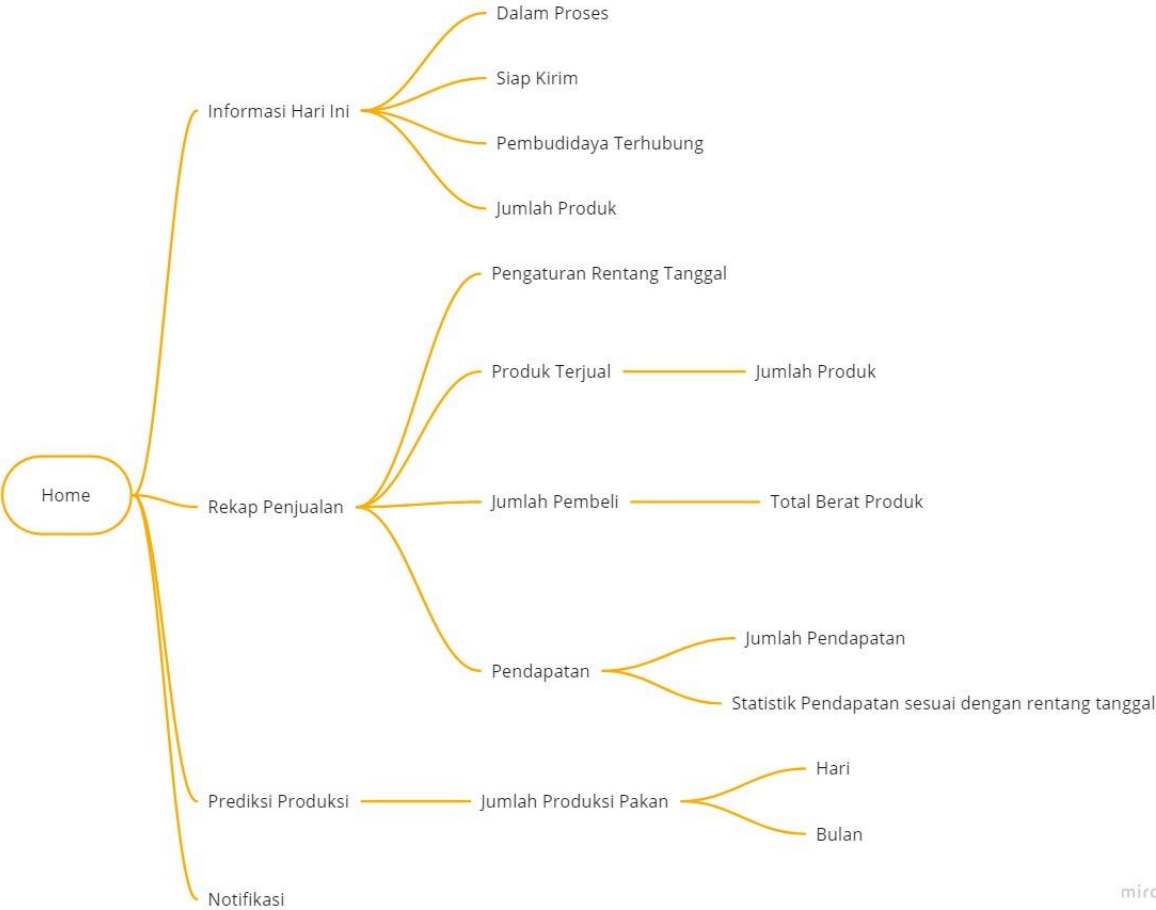 Dalam Proses
Siap Kirim
Informasi Hari Ini
Pembudidaya Terhubung
Jumlah Produk
Pengaturan Rentang Tanggal
Produk Terjual
Jumlah Produk
Home
Rekap Penjualan
Jumlah Pembeli
Total Berat Produk
Jumlah Pendapatan
Pendapatan
Statistik Pendapatan sesuai dengan rentang tanggal
Hari
Prediksi Produksi
Jumlah Produksi Pakan
Bulan
Notifikasi